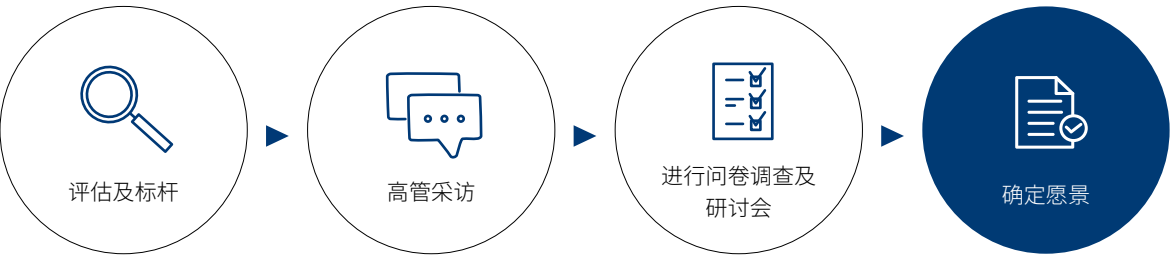 评估及标杆
高管采访
进行问卷调查及
研讨会
确定愿景